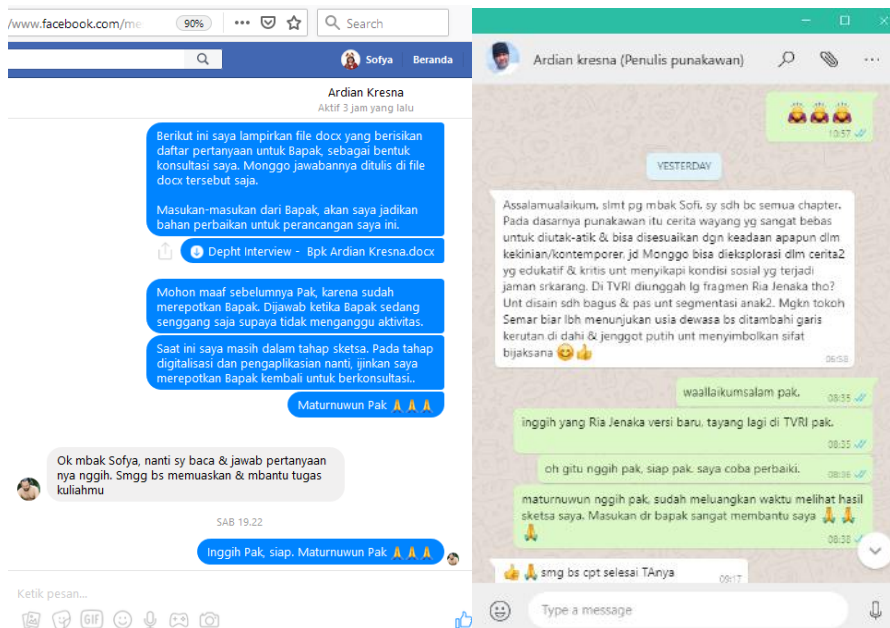 /www.facebook.com/me
90%
Search
Sofya Beranda
Ardian Kresna
Aktif 3 jam yang lalu
Berikut ini saya lampirkan file docx yang berisikan
daftar pertanyaan untuk Bapak, sebagai bentuk
konsultasi saya. Monggo jawabannya ditulis di file
docx tersebut saja.
Masukan-masukan dari Bapak, akan saya jadikan
bahan perbaikan untuk perancangan saya ini.
Depht Interview - Bpk Ardian Kresna.docx
Mohon maaf sebelumnya Pak, karena sudah
merepotkan Bapak. Dijawab ketika Bapak sedang
senggang saja supaya tidak menganggu aktivitas.
Saat ini saya masih dalam tahap sketsa. Pada tahap
digitalisasi dan pengaplikasian nanti, ijinkan saya
merepotkan Bapak kembali untuk berkonsultasi..
Maturnuwun Pak 🙏🙏🙏
Ok mbak Sofya, nanti sy baca & jawab pertanyaan
nya nggih. Smgg bs memuaskan & mbantu tugas
kuliahmu
SAB 19.22
Inggih Pak, siap. Maturnuwun Pak 🙏🙏🙏
Ketik pesan...
GIF
Ardian kresna (Penulis punakawan)
10:57
YESTERDAY
Assalamualaikum, slmt pg mbak Sofi, sy sdh bc semua chapter.
Pada dasarnya punakawan itu cerita wayang yg sangat bebas
untuk diutak-atik & bisa disesuaikan dgn keadaan apapun dlm
kekinian/kontemporer. jd Monggo bisa dieksplorasi dlm cerita2
yg edukatif & kritis unt menyikapi kondisi sosial yg terjadi
jaman srkarang. Di TVRI diunggah lg fragmen Ria Jenaka tho?
Unt disain sdh bagus & pas unt segmentasi anak2. Mgkn tokoh
Semar biar lbh menunjukan usia dewasa bs ditambahi garis
kerutan di dahi & jenggot putih unt menyimbolkan sifat
bijaksana 😊👍
06:58
waallaikumsalam pak.
08:35
inggih yang Ria Jenaka versi baru, tayang lagi di TVRI pak.
08:35
oh gitu nggih pak, siap pak. saya coba perbaiki.
08:36
maturnuwun nggih pak, sudah meluangkan waktu melihat hasil
sketsa saya. Masukan dr bapak sangat membantu saya 🙏 🙏
🙏
08:38
👍🙏 smg bs cpt selesai TAnya
09:17
Type a message